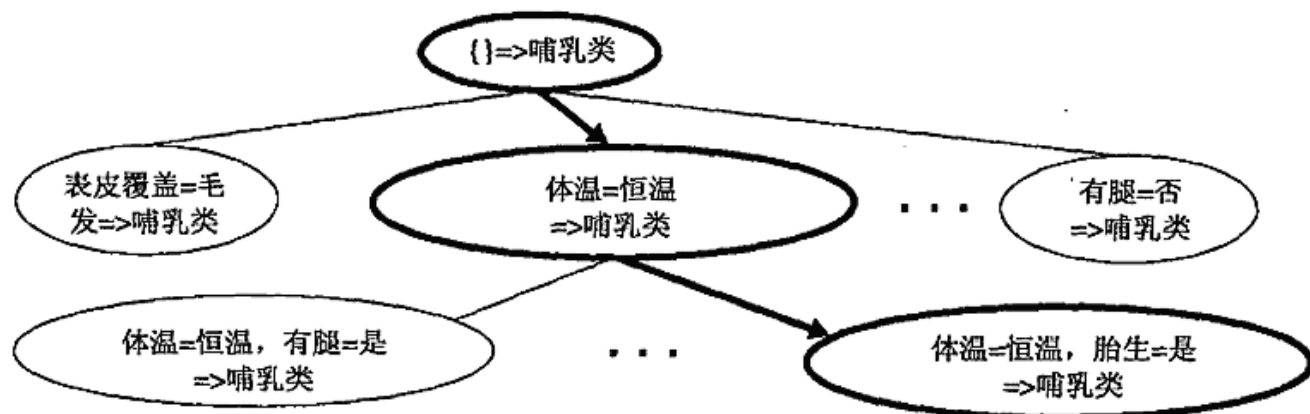 {}=>哺乳类
表皮覆盖=毛
发=>哺乳类
体温=恒温
=>哺乳类
有腿=否
=>哺乳类
体温=恒温，有腿=是
=>哺乳类
体温=恒温，胎生=是
=>哺乳类